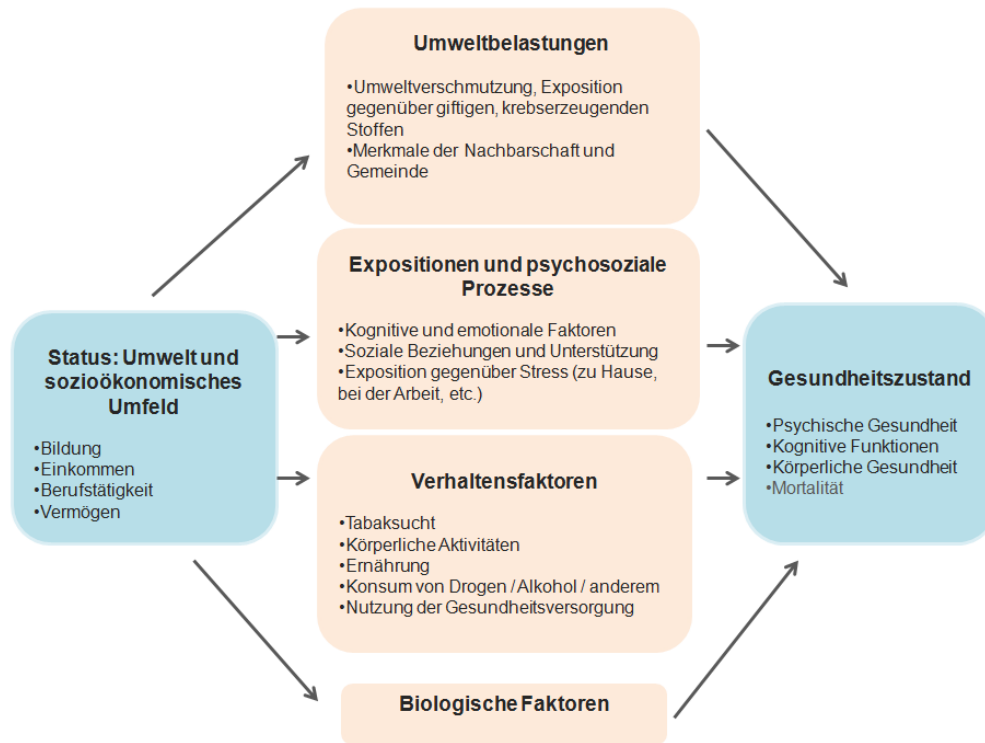 Umweltbelastungen
•Umweltverschmutzung, Exposition
gegenüber giftigen, krebserzeugenden
Stoffen
•Merkmale der Nachbarschaft und
Gemeinde
Expositionen und psychosoziale
Prozesse
•Kognitive und emotionale Faktoren
•Soziale Beziehungen und Unterstützung
•Exposition gegenüber Stress (zu Hause,
bei der Arbeit, etc.)
Status: Umwelt und
sozioökonomisches
Umfeld
•Bildung
•Einkommen
•Berufstätigkeit
•Vermögen
Verhaltensfaktoren
•Tabaksucht
•Körperliche Aktivitäten
•Ernährung
•Konsum von Drogen / Alkohol / anderem
•Nutzung der Gesundheitsversorgung
Biologische Faktoren
Gesundheitszustand
•Psychische Gesundheit
•Kognitive Funktionen
•Körperliche Gesundheit
•Mortalität